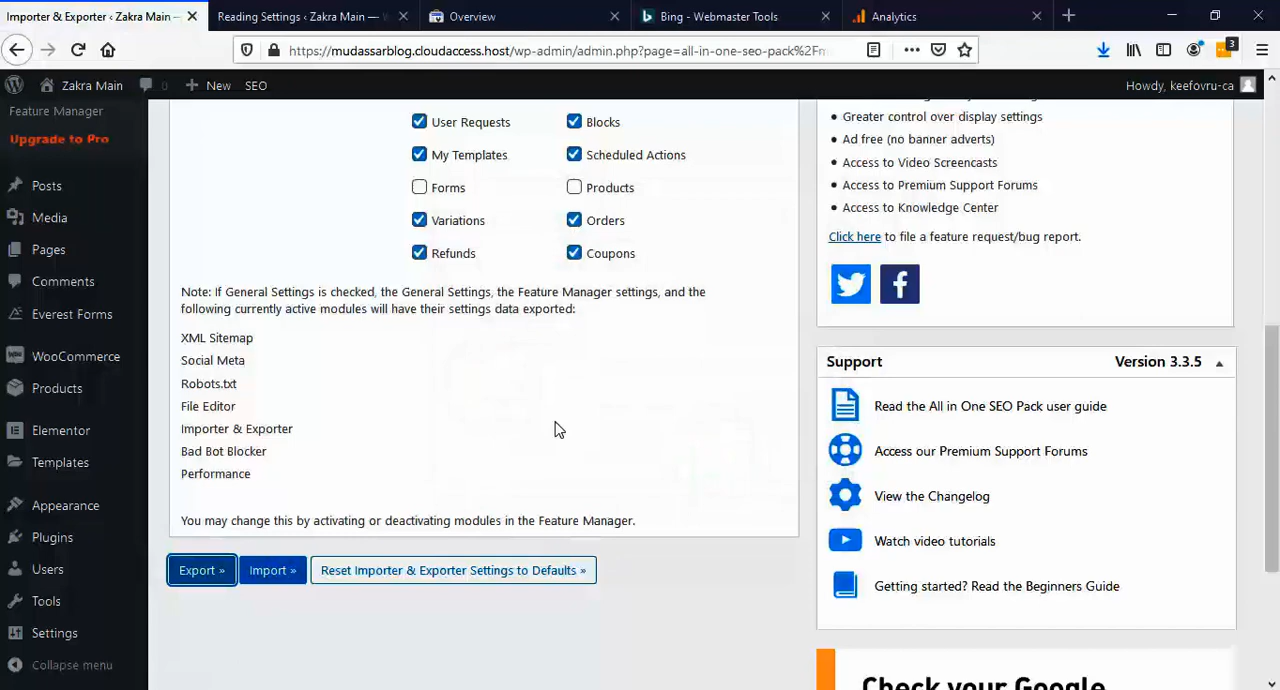 Importer & Exporter ‹ Zakra Main —
Reading Settings ‹ Zakra Main —
Overview
Bing - Webmaster Tools
Analytics
https://mudassarblog.cloudaccess.host/wp-admin/admin.php?page=all-in-one-seo-pack%2Fm
3
Zakra Main
0
New
SEO
Howdy, keefovru-ca
Feature Manager
Upgrade to Pro
Posts
Media
Pages
Comments
Everest Forms
WooCommerce
Products
Elementor
Templates
Appearance
Plugins
Users
Tools
Settings
Collapse menu
User Requests
Blocks
My Templates
Scheduled Actions
Forms
Products
Variations
Orders
Refunds
Coupons
Note: If General Settings is checked, the General Settings, the Feature Manager settings, and the
following currently active modules will have their settings data exported:
XML Sitemap
Social Meta
Robots.txt
File Editor
Importer & Exporter
Bad Bot Blocker
Performance
You may change this by activating or deactivating modules in the Feature Manager.
Export »
Import »
Reset Importer & Exporter Settings to Defaults »
Greater control over display settings
Ad free (no banner adverts)
Access to Video Screencasts
Access to Premium Support Forums
Access to Knowledge Center
Click here to file a feature request/bug report.
Support
Version 3.3.5
Read the All in One SEO Pack user guide
Access our Premium Support Forums
View the Changelog
Watch video tutorials
Getting started? Read the Beginners Guide
Check your Google